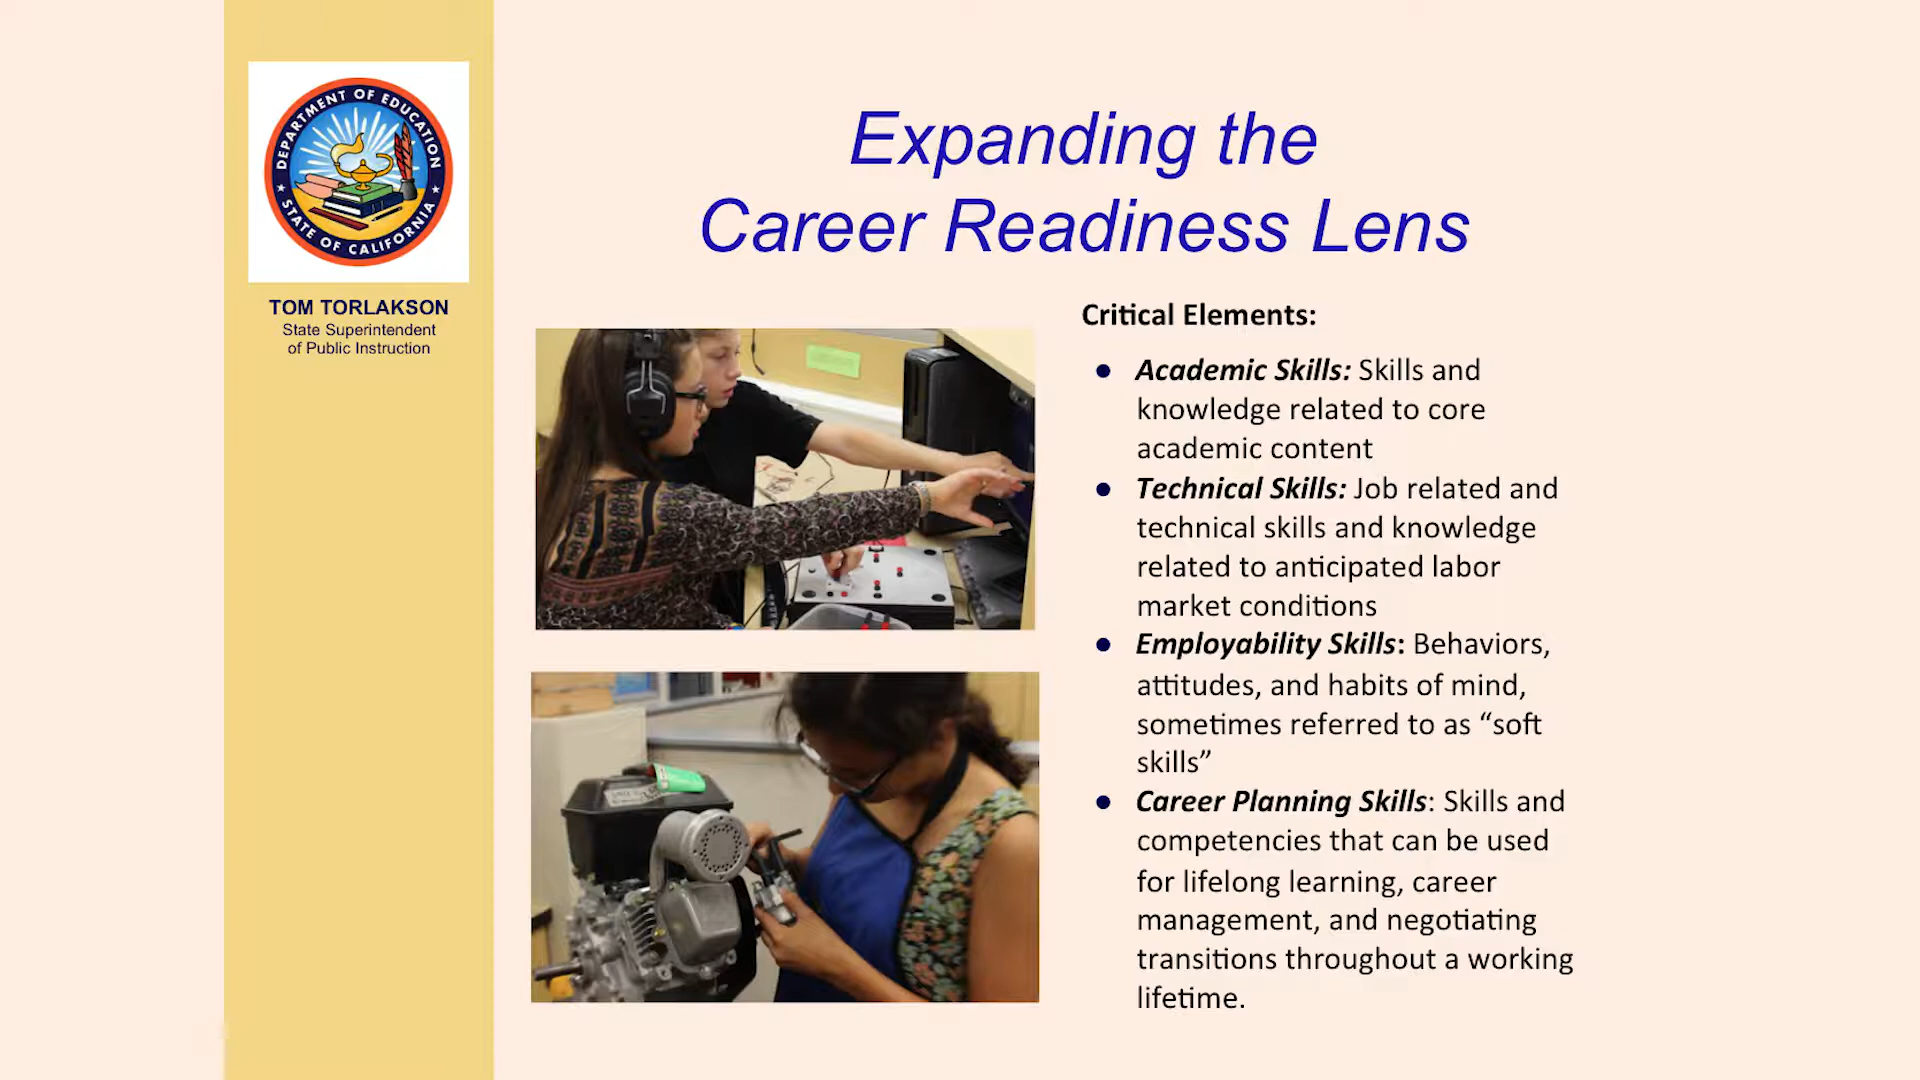 DEPARTMENT OF EDUCATION
STATE OF CALIFORNIA
TOM TORLAKSON
State Superintendent
of Public Instruction
Expanding the
Career Readiness Lens
Critical Elements:
● Academic Skills: Skills and
knowledge related to core
academic content
● Technical Skills: Job related and
technical skills and knowledge
related to anticipated labor
market conditions
● Employability Skills: Behaviors,
attitudes, and habits of mind,
sometimes referred to as “soft
skills”
● Career Planning Skills: Skills and
competencies that can be used
for lifelong learning, career
management, and negotiating
transitions throughout a working
lifetime.